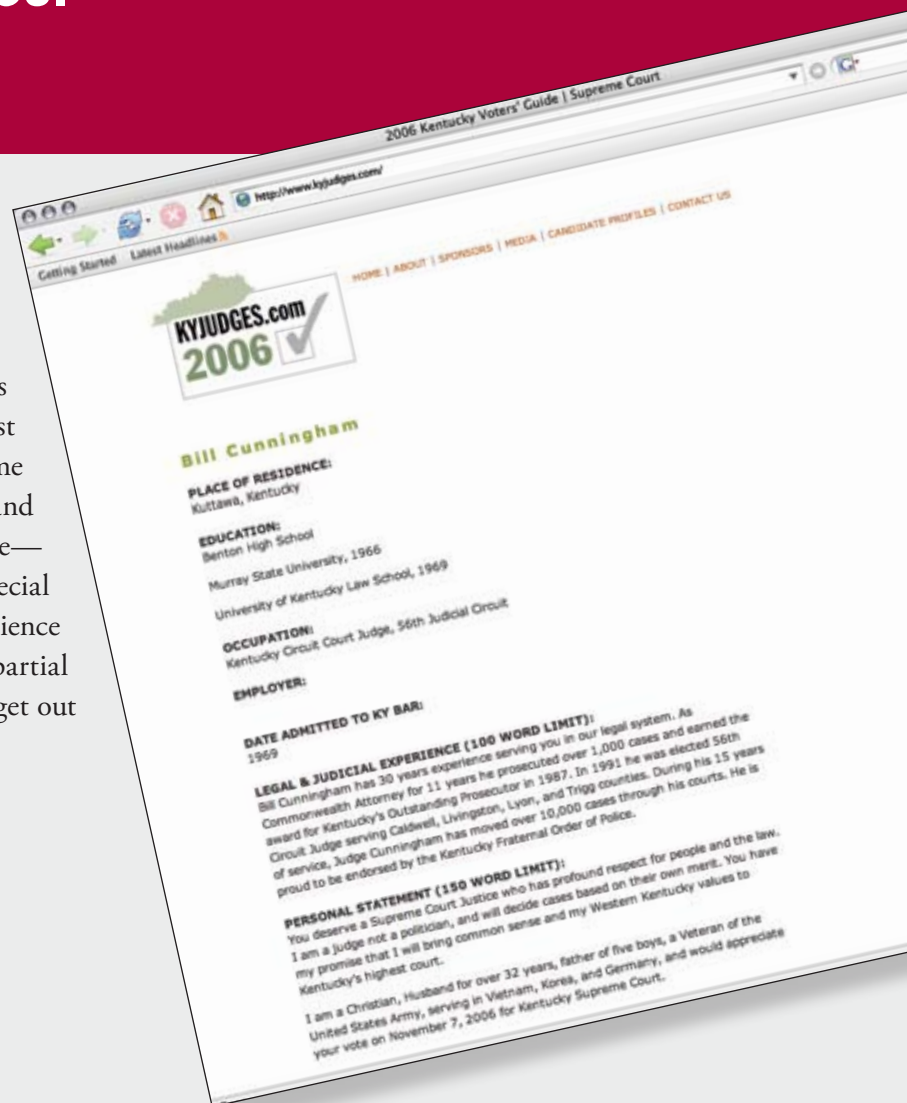 2006 Kentucky Voters' Guide | Supreme Court
http://www.kyjudges.com/
Getting Started Latest Headlines
HOME | ABOUT | SPONSORS | MEDIA | CANDIDATE PROFILES | CONTACT US
KYJUDGES.com
2006
Bill Cunningham
PLACE OF RESIDENCE:
Kuttawa, Kentucky
EDUCATION:
Benton High School
Murray State University, 1966
University of Kentucky Law School, 1969
OCCUPATION:
Kentucky Circuit Court Judge, 56th Judicial Circuit
EMPLOYER:
DATE ADMITTED TO KY BAR:
1969
LEGAL & JUDICIAL EXPERIENCE (100 WORD LIMIT):
Bill Cunningham has 30 years experience serving you in our legal system. As
Commonwealth Attorney for 11 years he prosecuted over 1,000 cases and earned the
award for Kentucky's Outstanding Prosecutor in 1987. In 1991 he was elected 56th
Circuit Judge serving Caldwell, Livingston, Lyon, and Trigg counties. During his 15 years
of service, Judge Cunningham has moved over 10,000 cases through his courts. He is
proud to be endorsed by the Kentucky Fraternal Order of Police.
PERSONAL STATEMENT (150 WORD LIMIT):
You deserve a Supreme Court Justice who has profound respect for people and the law.
I am a judge not a politician, and will decide cases based on their own merit. You have
my promise that I will bring common sense and my Western Kentucky values to
Kentucky's highest court.
I am a Christian, Husband for over 32 years, father of five boys, a Veteran of the
United States Army, serving in Vietnam, Korea, and Germany, and would appreciate
your vote on November 7, 2006 for Kentucky Supreme Court.
get out